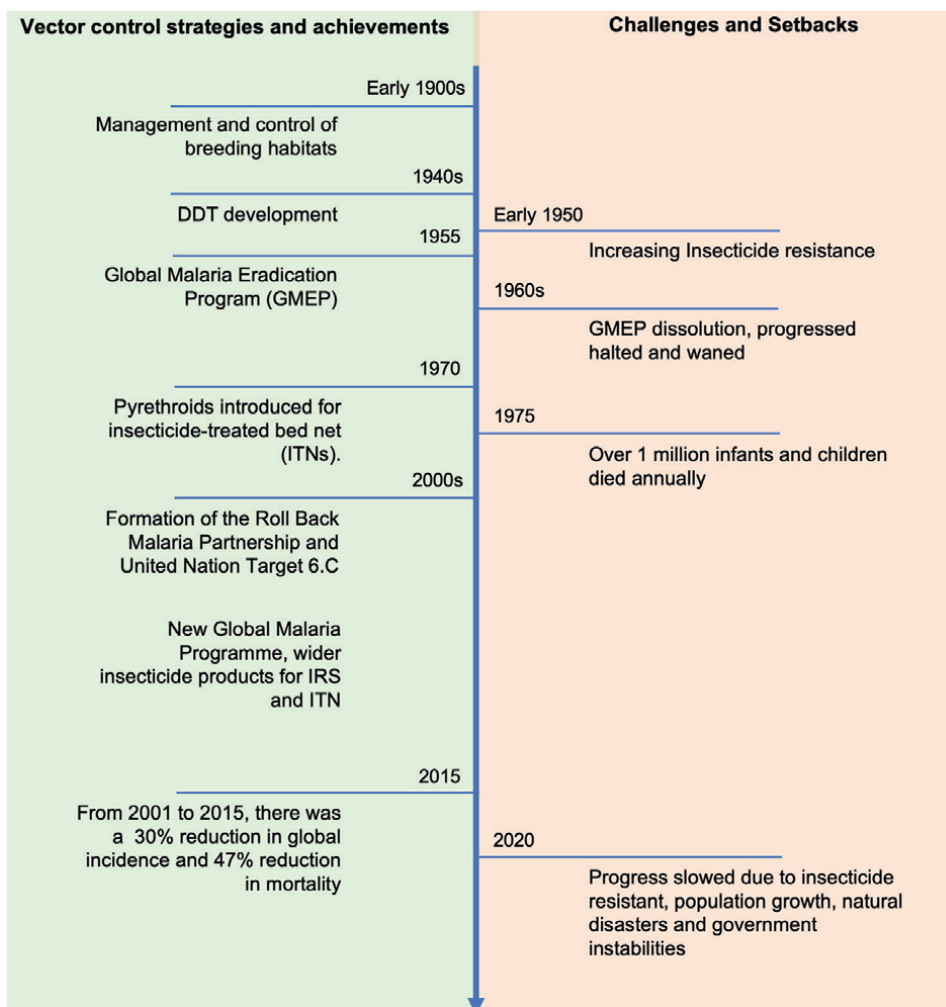 Vector control strategies and achievements
Challenges and Setbacks
Early 1900s
Management and control of
breeding habitats
1940s
DDT development
Early 1950
Increasing Insecticide resistance
1955
Global Malaria Eradication
Program (GMEP)
1960s
GMEP dissolution, progressed
halted and waned
1970
Pyrethroids introduced for
insecticide-treated bed net
(ITNs).
1975
Over 1 million infants and children
died annually
2000s
Formation of the Roll Back
Malaria Partnership and
United Nation Target 6.C
New Global Malaria
Programme, wider
insecticide products for IRS
and ITN
2015
From 2001 to 2015, there was
a 30% reduction in global
incidence and 47% reduction
in mortality
2020
Progress slowed due to insecticide
resistant, population growth, natural
disasters and government
instabilities